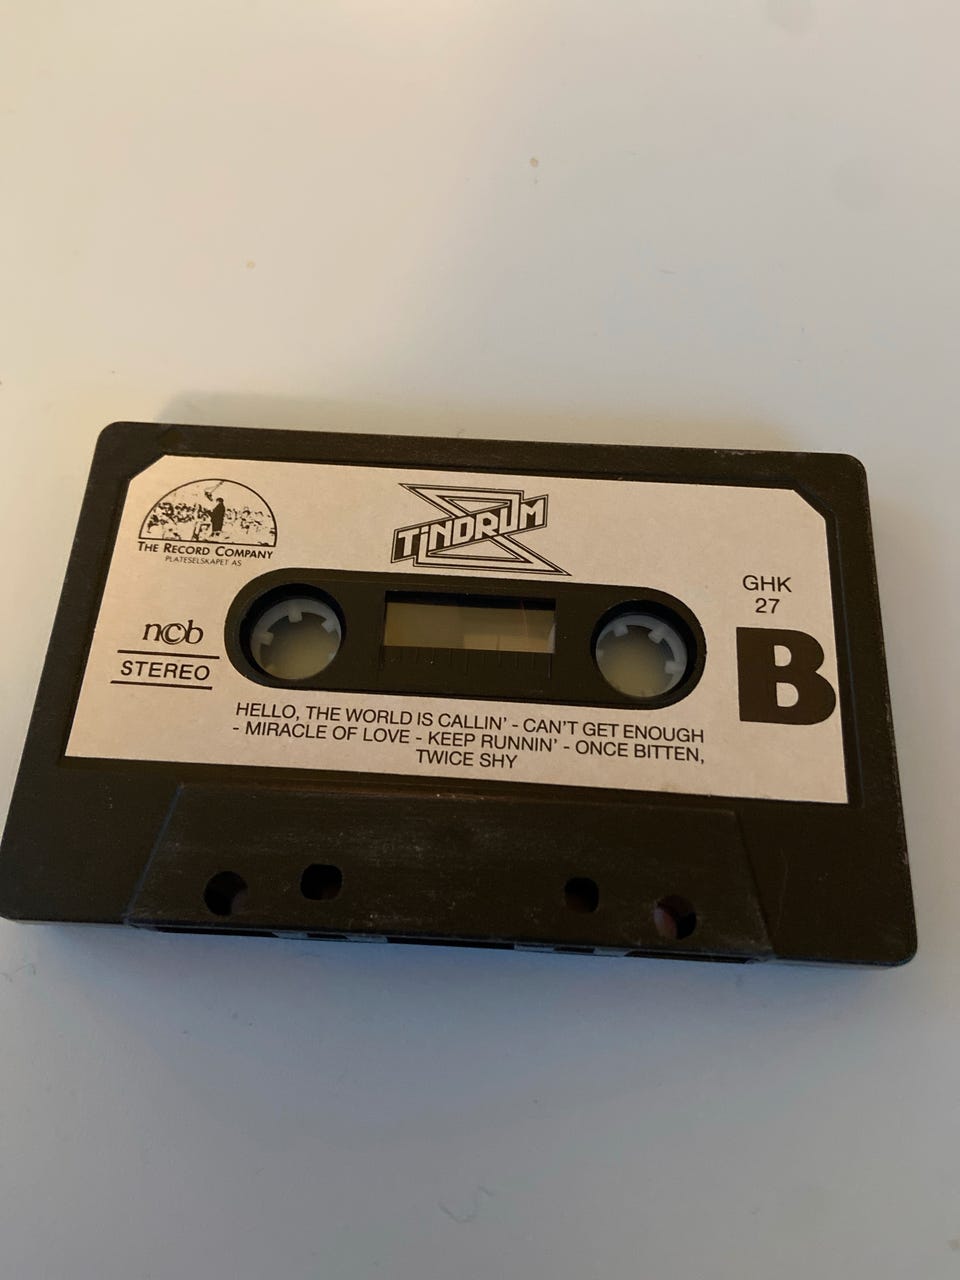 TINDRUM
THE RECORD COMPANY
PLATESELSKAPET AS
GHK
27
ncb
STEREO
B
HELLO, THE WORLD IS CALLIN' - CAN'T GET ENOUGH
- MIRACLE OF LOVE - KEEP RUNNIN' - ONCE BITTEN,
TWICE SHY